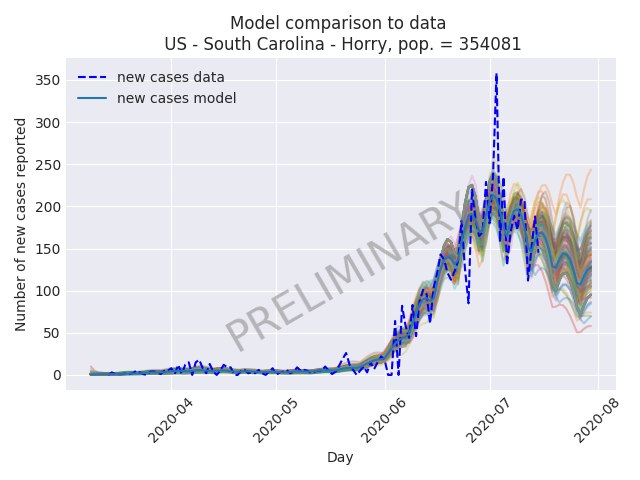 Model comparison to data
US - South Carolina - Horry, pop. = 354081
new cases data
new cases model
PRELIMINARY
Number of new cases reported
350
300
250
200
150
100
50
0
2020-04
2020-05
2020-06
2020-07
2020-08
Day